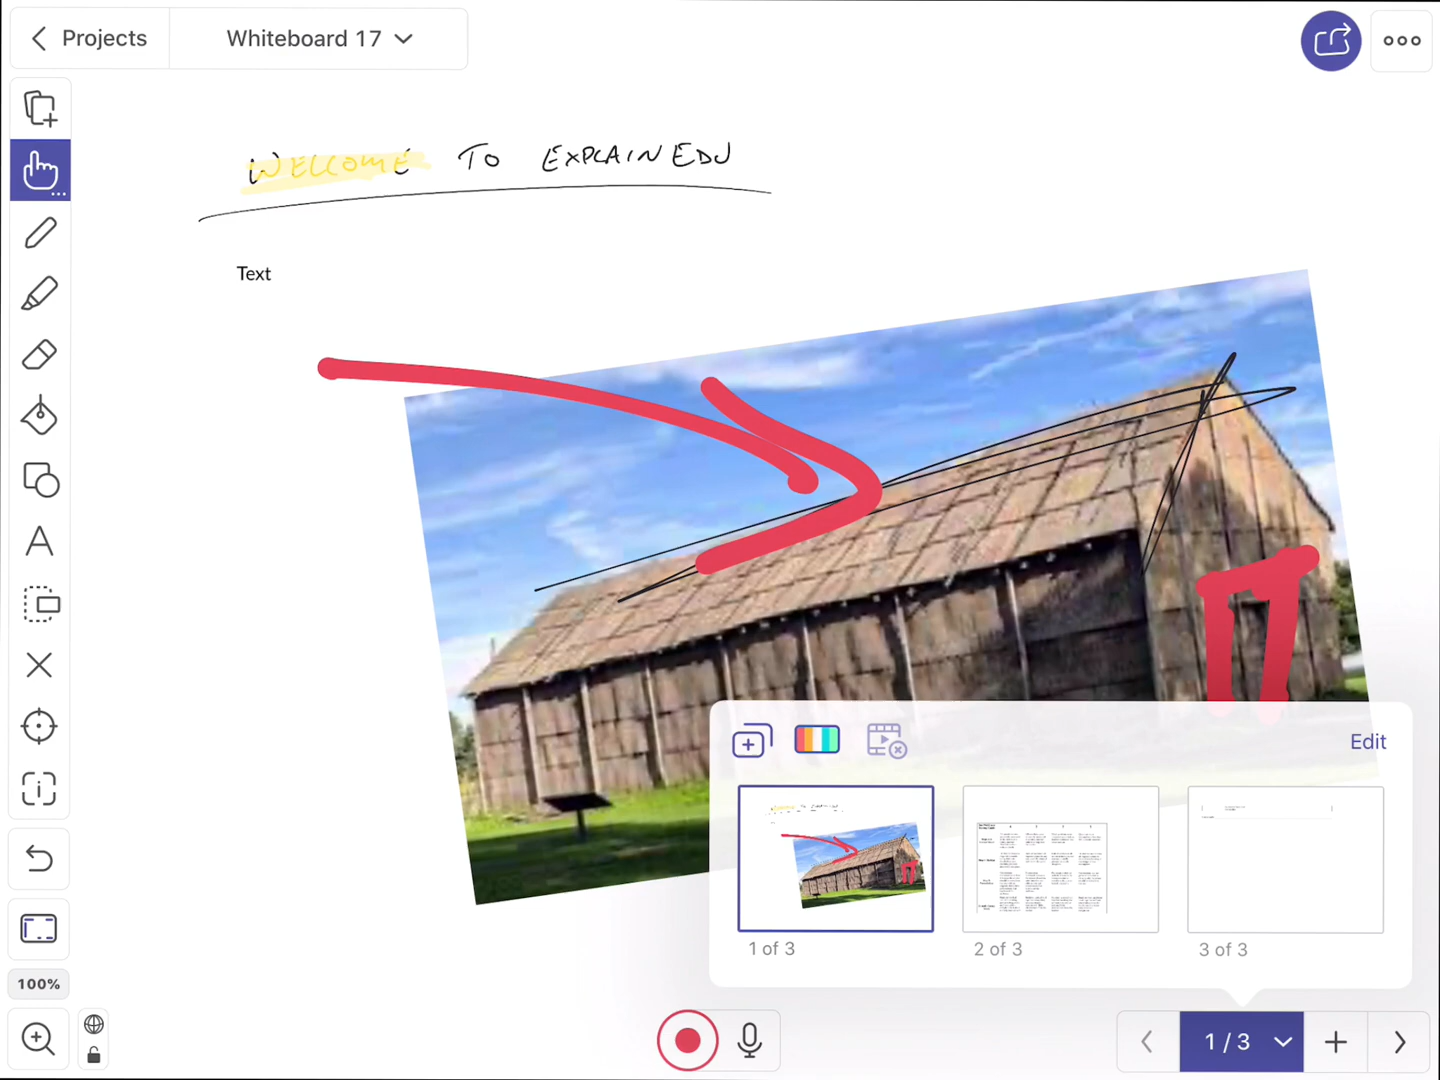 Projects
Whiteboard 17
WELCOME TO EXPLAIN EDU
Text
Edit
1 of 3
2 of 3
3 of 3
100%
1 / 3